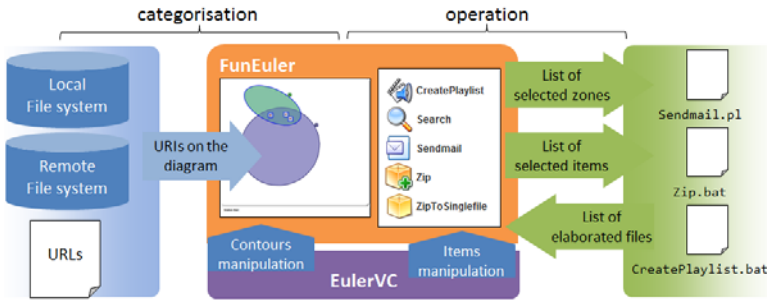 categorisation
operation
Local
File system
Remote
File system
URLs
URIs on the
diagram
FunEuler
CreatePlaylist
Search
Sendmail
Zip
ZipToSinglefile
Contours
manipulation
Items
manipulation
EulerVC
List of
selected zones
List of
selected items
List of
elaborated files
Sendmail.pl
Zip.bat
CreatePlaylist.bat